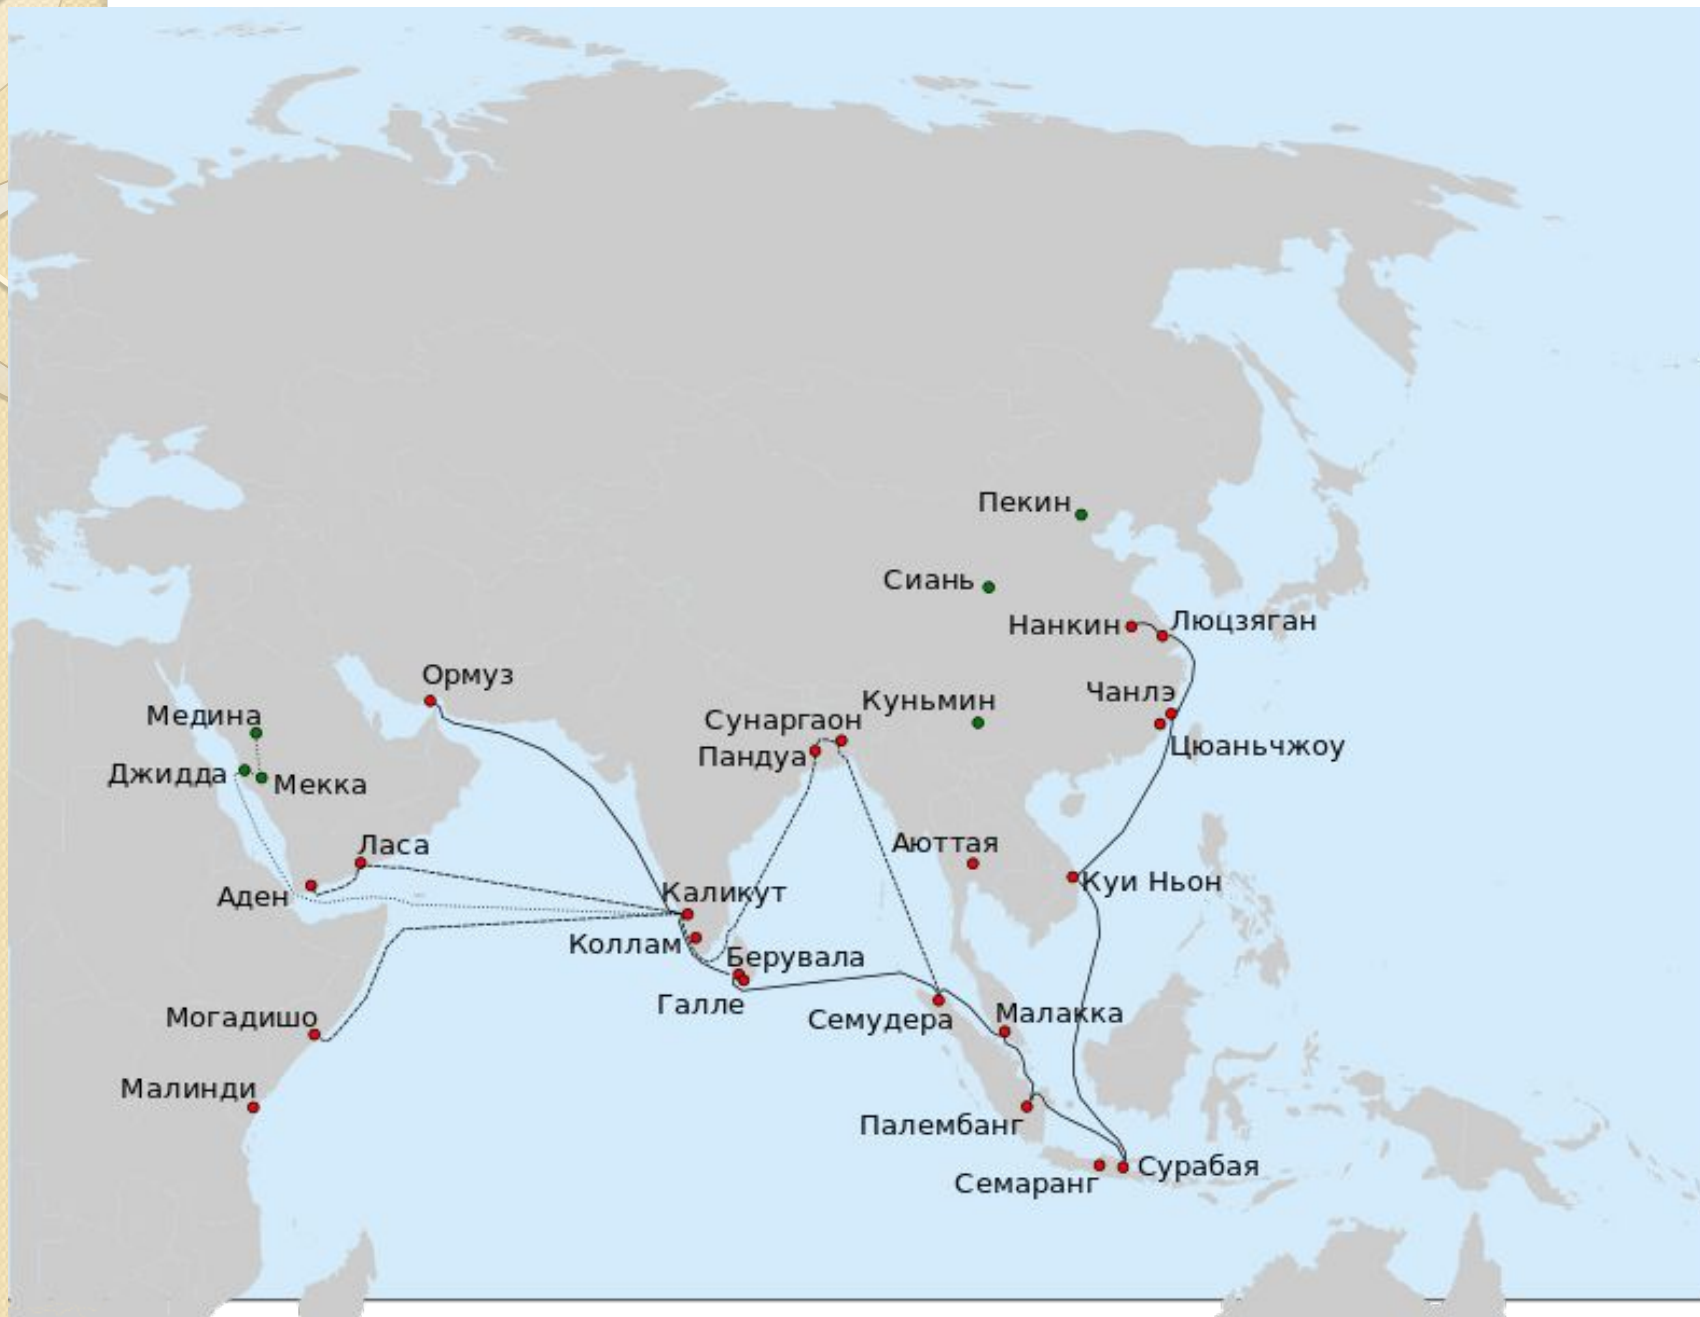 Пекин
Сиань
Нанкин
Люцзяган
Ормуз
Чанлэ
Куньмин
Медина
Сунаргаон
Цюаньчжоу
Пандуа
Джидда
Мекка
Ласа
Аюттая
Куи Ньон
Аден
Каликут
Коллам
Берувала
Галле
Малакка
Могадишо
Семудера
Малинди
Палембанг
Сурабая
Семаранг